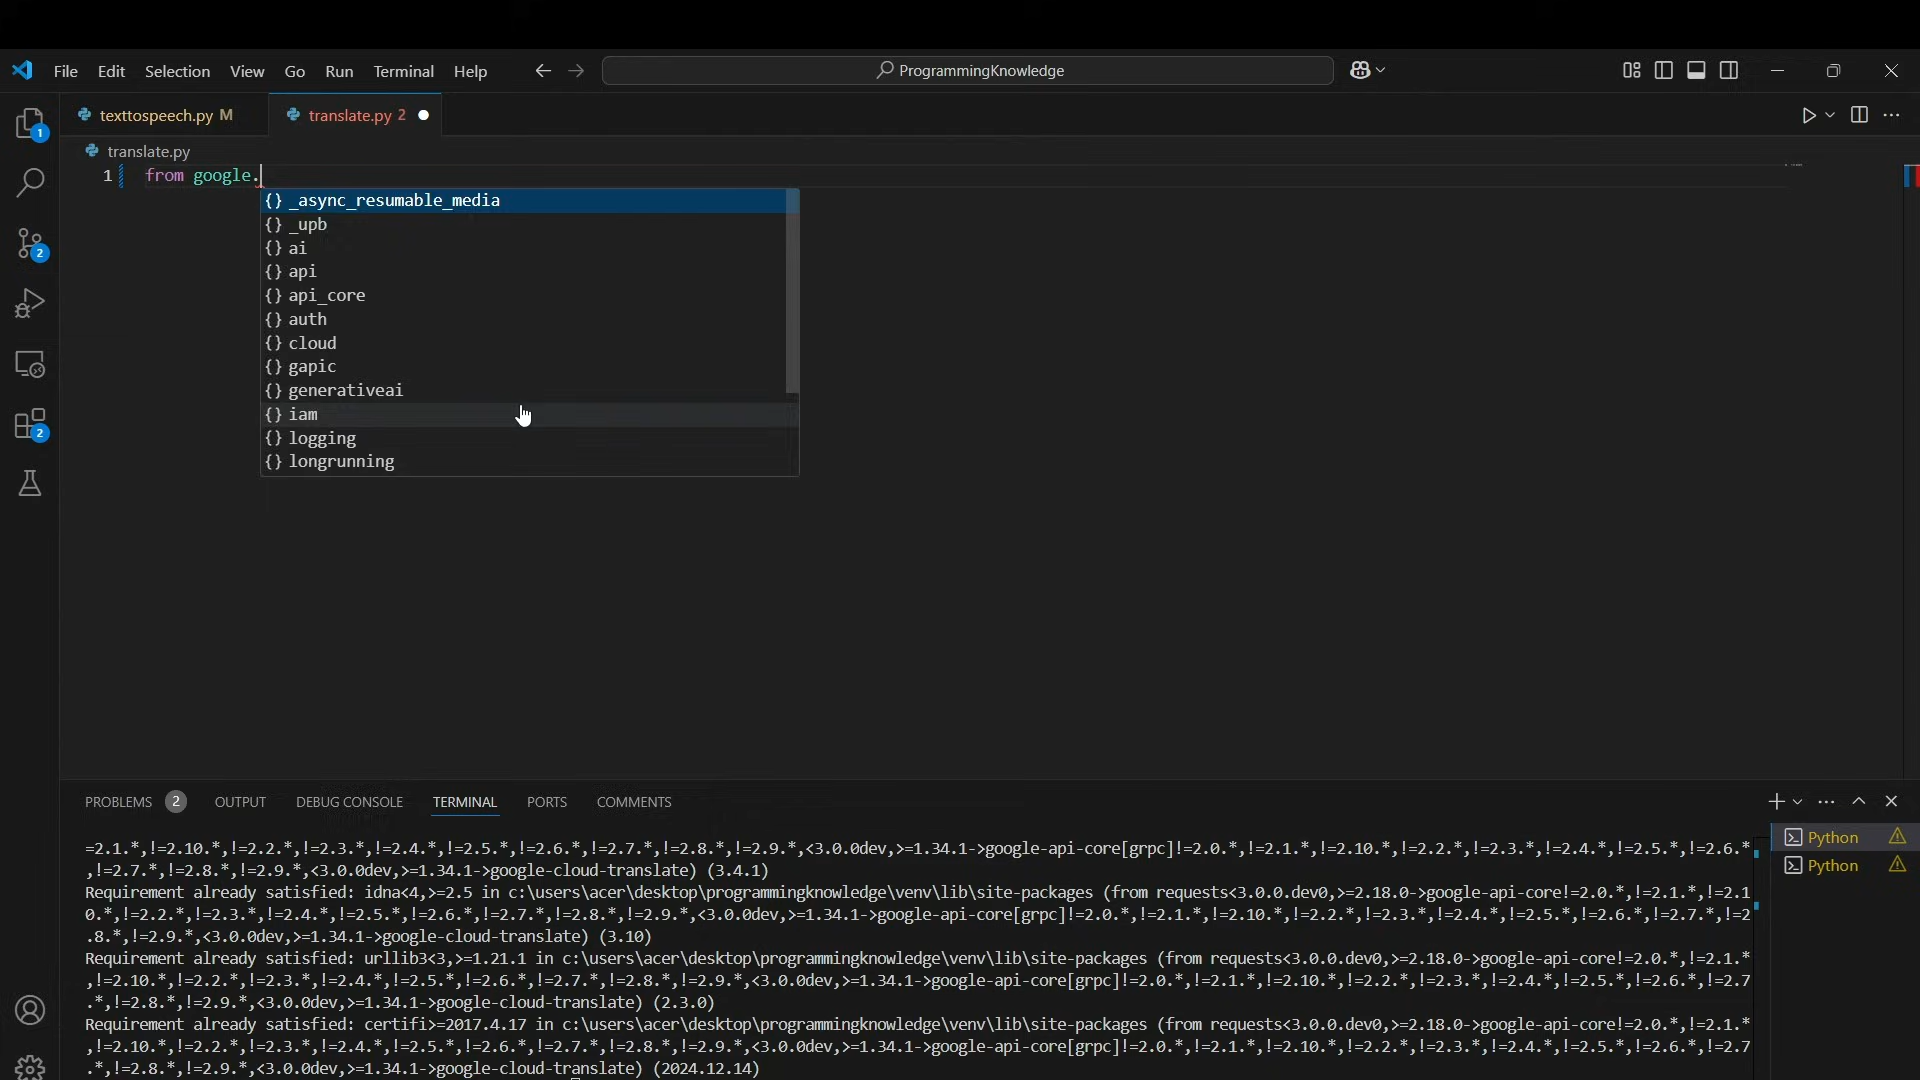 File Edit Selection View Go Run Terminal Help ProgrammingKnowledge
texttospeech.py M translate.py 2
1
translate.py
1 from google.
{} _async_resumable_media
{} _upb
{} ai
{} api
{} api_core
{} auth
{} cloud
{} gapic
{} generativeai
{} iam
{} logging
{} longrunning
2
2
PROBLEMS 2 OUTPUT DEBUG CONSOLE TERMINAL PORTS COMMENTS
Python
Python
=2.1.*,!=2.10.*,!=2.2.*,!=2.3.*,!=2.4.*,!=2.5.*,!=2.6.*,!=2.7.*,!=2.8.*,!=2.9.*,<3.0.0dev,>=1.34.1->google-api-core[grpc]!=2.0.*,!=2.1.*,!=2.10.*,!=2.2.*,!=2.3.*,!=2.4.*,!=2.5.*,!=2.6.*
,!=2.7.*,!=2.8.*,!=2.9.*,<3.0.0dev,>=1.34.1->google-cloud-translate) (3.4.1)
Requirement already satisfied: idna<4,>=2.5 in c:\users\acer\desktop\programmingknowledge\venv\lib\site-packages (from requests<3.0.0.dev0,>=2.18.0->google-api-core!=2.0.*,!=2.1.*,!=2.1
0.*,!=2.2.*,!=2.3.*,!=2.4.*,!=2.5.*,!=2.6.*,!=2.7.*,!=2.8.*,!=2.9.*,<3.0.0dev,>=1.34.1->google-api-core[grpc]!=2.0.*,!=2.1.*,!=2.10.*,!=2.2.*,!=2.3.*,!=2.4.*,!=2.5.*,!=2.6.*,!=2.7.*,!=2
.8.*,!=2.9.*,<3.0.0dev,>=1.34.1->google-cloud-translate) (3.10)
Requirement already satisfied: urllib3<3,>=1.21.1 in c:\users\acer\desktop\programmingknowledge\venv\lib\site-packages (from requests<3.0.0.dev0,>=2.18.0->google-api-core!=2.0.*,!=2.1.*
,!=2.10.*,!=2.2.*,!=2.3.*,!=2.4.*,!=2.5.*,!=2.6.*,!=2.7.*,!=2.8.*,!=2.9.*,<3.0.0dev,>=1.34.1->google-api-core[grpc]!=2.0.*,!=2.1.*,!=2.10.*,!=2.2.*,!=2.3.*,!=2.4.*,!=2.5.*,!=2.6.*,!=2.7
.*,!=2.8.*,!=2.9.*,<3.0.0dev,>=1.34.1->google-cloud-translate) (2.3.0)
Requirement already satisfied: certifi>=2017.4.17 in c:\users\acer\desktop\programmingknowledge\venv\lib\site-packages (from requests<3.0.0.dev0,>=2.18.0->google-api-core!=2.0.*,!=2.1.*
,!=2.10.*,!=2.2.*,!=2.3.*,!=2.4.*,!=2.5.*,!=2.6.*,!=2.7.*,!=2.8.*,!=2.9.*,<3.0.0dev,>=1.34.1->google-api-core[grpc]!=2.0.*,!=2.1.*,!=2.10.*,!=2.2.*,!=2.3.*,!=2.4.*,!=2.5.*,!=2.6.*,!=2.7
.*,!=2.8.*,!=2.9.*,<3.0.0dev,>=1.34.1->google-cloud-translate) (2024.12.14)